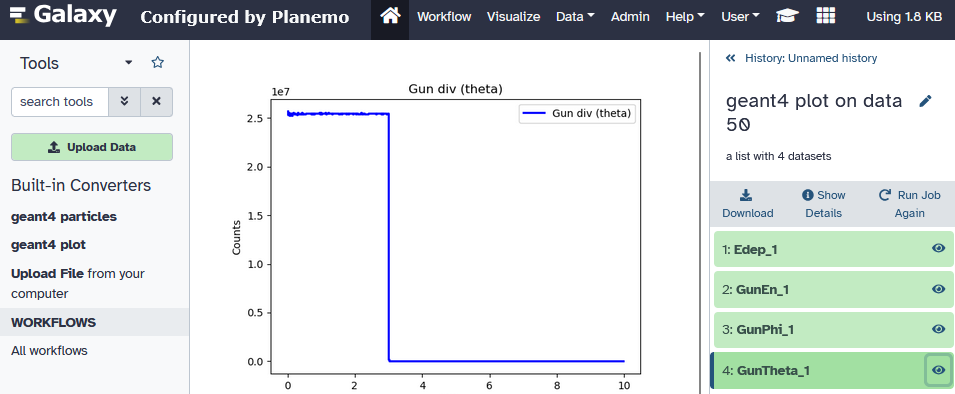 Galaxy Configured by Planemo Workflow Visualize Data Admin Help User Using 1.8 KB
Tools
search tools
Upload Data
Built-in Converters
geant4 particles
geant4 plot
Upload File from your
computer
WORKFLOWS
All workflows
Gun div (theta)
1e7
Gun div (theta)
2.5
2.0
1.5
1.0
0.5
0.0
Counts
0 2 4 6 8 10
History: Unnamed history
geant4 plot on data
50
a list with 4 datasets
Download
Show
Details
Run Job
Again
1: Edep_1
2: GunEn_1
3: GunPhi_1
4: GunTheta_1